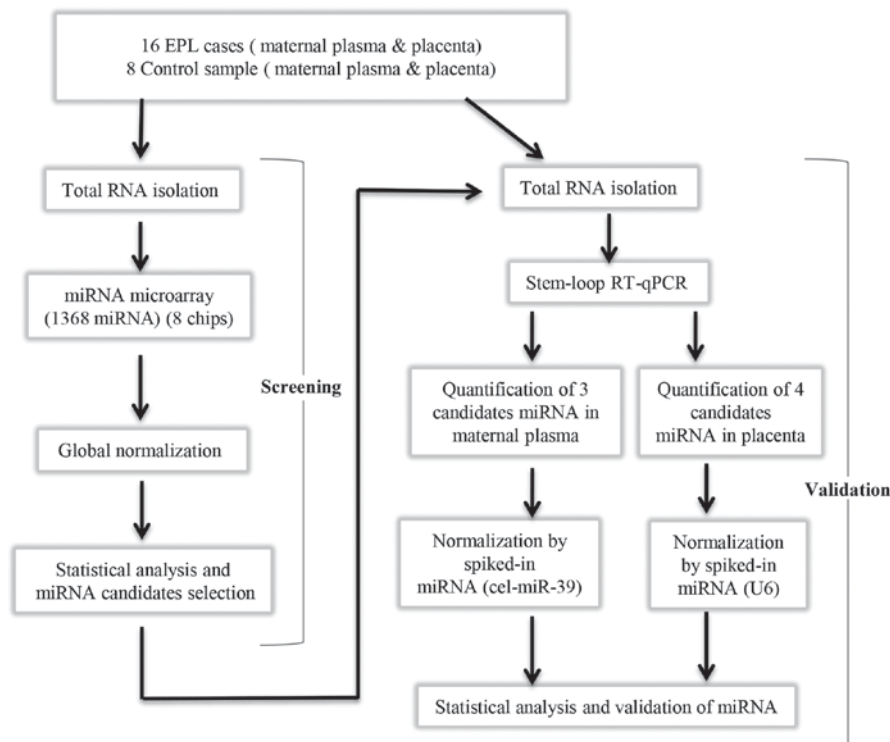 16 EPL cases ( maternal plasma & placenta)
8 Control sample ( maternal plasma & placenta)
Total RNA isolation
miRNA microarray
(1368 miRNA) (8 chips)
Global normalization
Statistical analysis and
miRNA candidates selection
Screening
Total RNA isolation
Stem-loop RT-qPCR
Quantification of 3
candidates miRNA in
maternal plasma
Quantification of 4
candidates
miRNA in placenta
Normalization by
spiked-in
miRNA (cel-miR-39)
Normalization
by spiked-in
miRNA (U6)
Statistical analysis and validation of miRNA
Validation